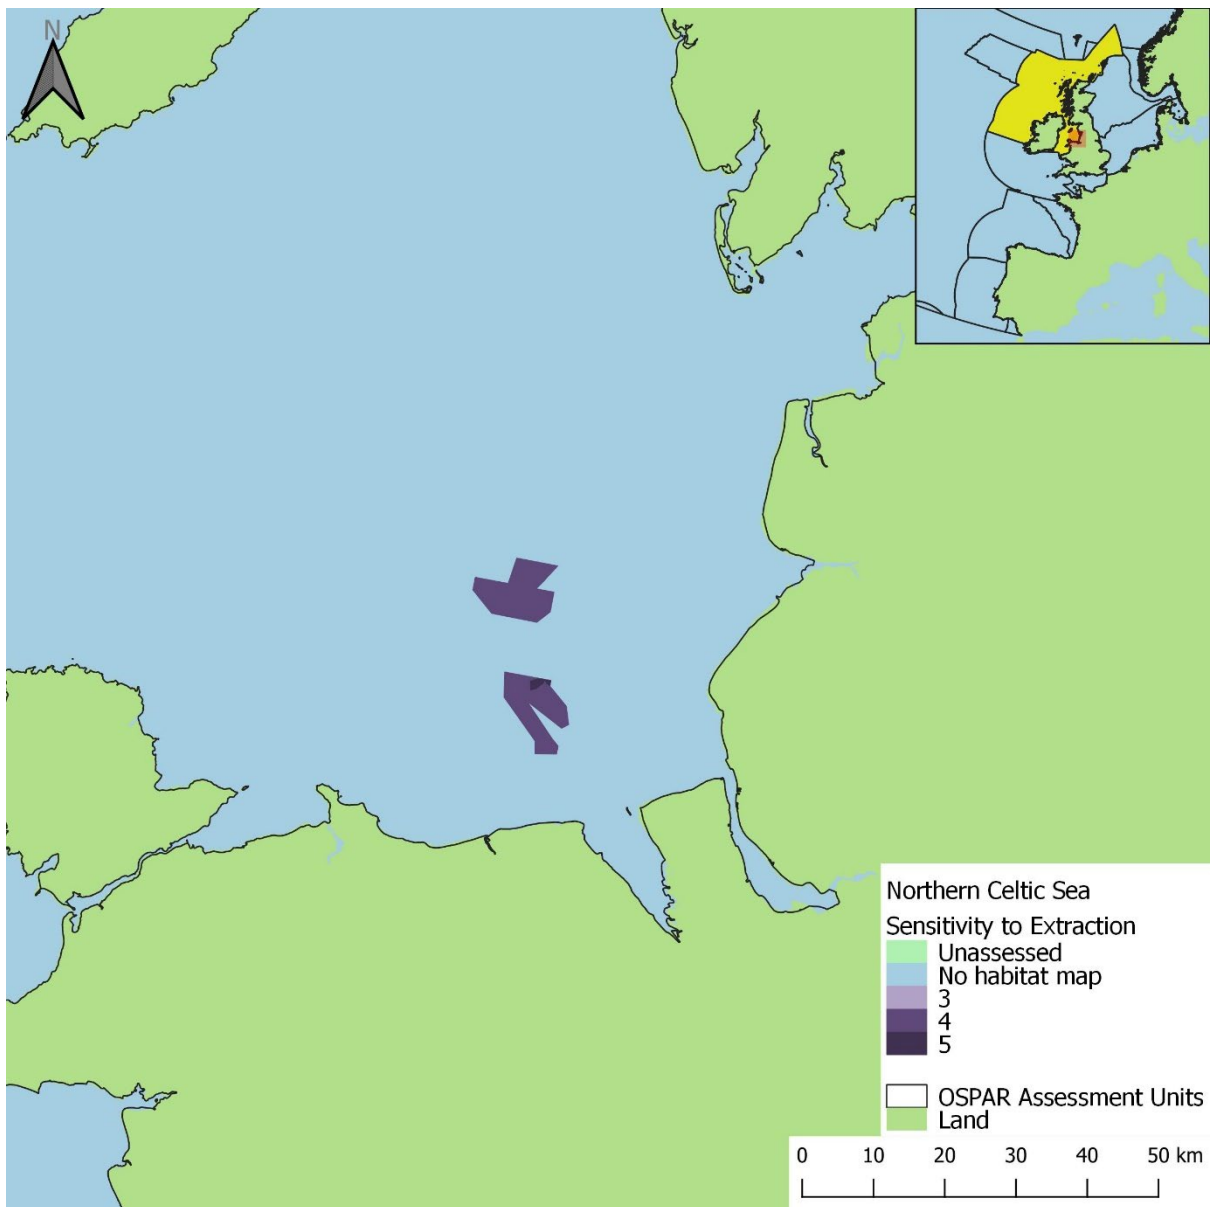 N
Northern Celtic Sea
Sensitivity to Extraction
Unassessed
No habitat map
3
4
5
OSPAR Assessment Units
Land
0 10 20 30 40 50 km